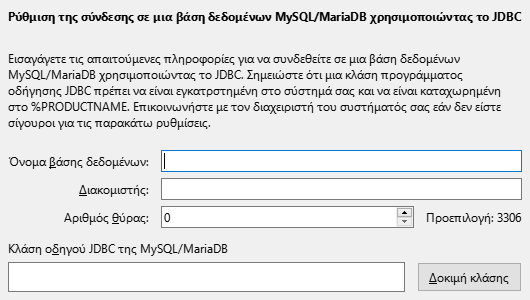 Ρύθμιση της σύνδεσης σε μια βάση δεδομένων MySQL/MariaDB χρησιμοποιώντας το JDBC
Εισαγάγετε τις απαιτούμενες πληροφορίες για να συνδεθείτε σε μια βάση δεδομένων
MySQL/MariaDB χρησιμοποιώντας το JDBC. Σημειώστε ότι μια κλάση προγράμματος
οδήγησης JDBC πρέπει να είναι εγκατρστημένη στο σύστημά σας και να είναι καταχωρημένη
στο %PRODUCTNAME. Επικοινωνήστε με τον διαχειριστή του συστήματός σας εάν δεν είστε
σίγουροι για τις παρακάτω ρυθμίσεις.
Όνομα βάσης δεδομένων:
Διακομιστής:
Αριθμός θύρας: 0 Προεπιλογή: 3306
Κλάση οδηγού JDBC της MySQL/MariaDB
Δοκιμή κλάσης